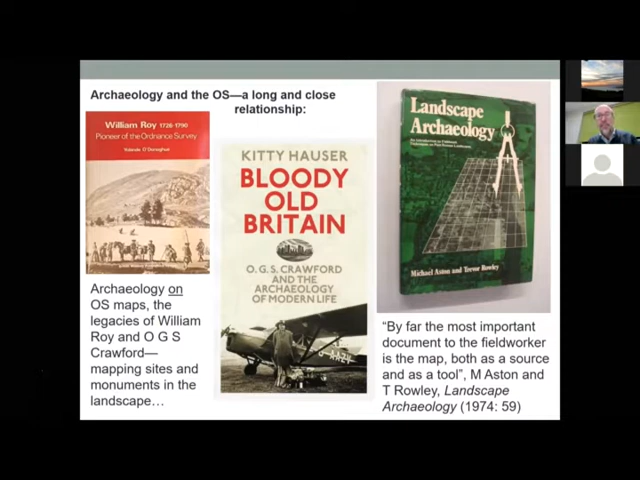 Archaeology and the OS—a long and close
relationship:
William Roy 1726-1790
Pioneer of the Ordnance Survey
Yolande O'Donoghue
Archaeology on
OS maps, the
legacies of William
Roy and O G S
Crawford—
mapping sites and
monuments in the
landscape…
KITTY HAUSER
BLOODY
OLD
BRITAIN
O.G.S. CRAWFORD
AND THE
ARCHAEOLOGY
OF MODERN LIFE
G-AAZV
Landscape
Archaeology
Michael Aston and Trevor Rowley
“By far the most important
document to the fieldworker
is the map, both as a source
and as a tool”, M Aston and
T Rowley, Landscape
Archaeology (1974: 59)